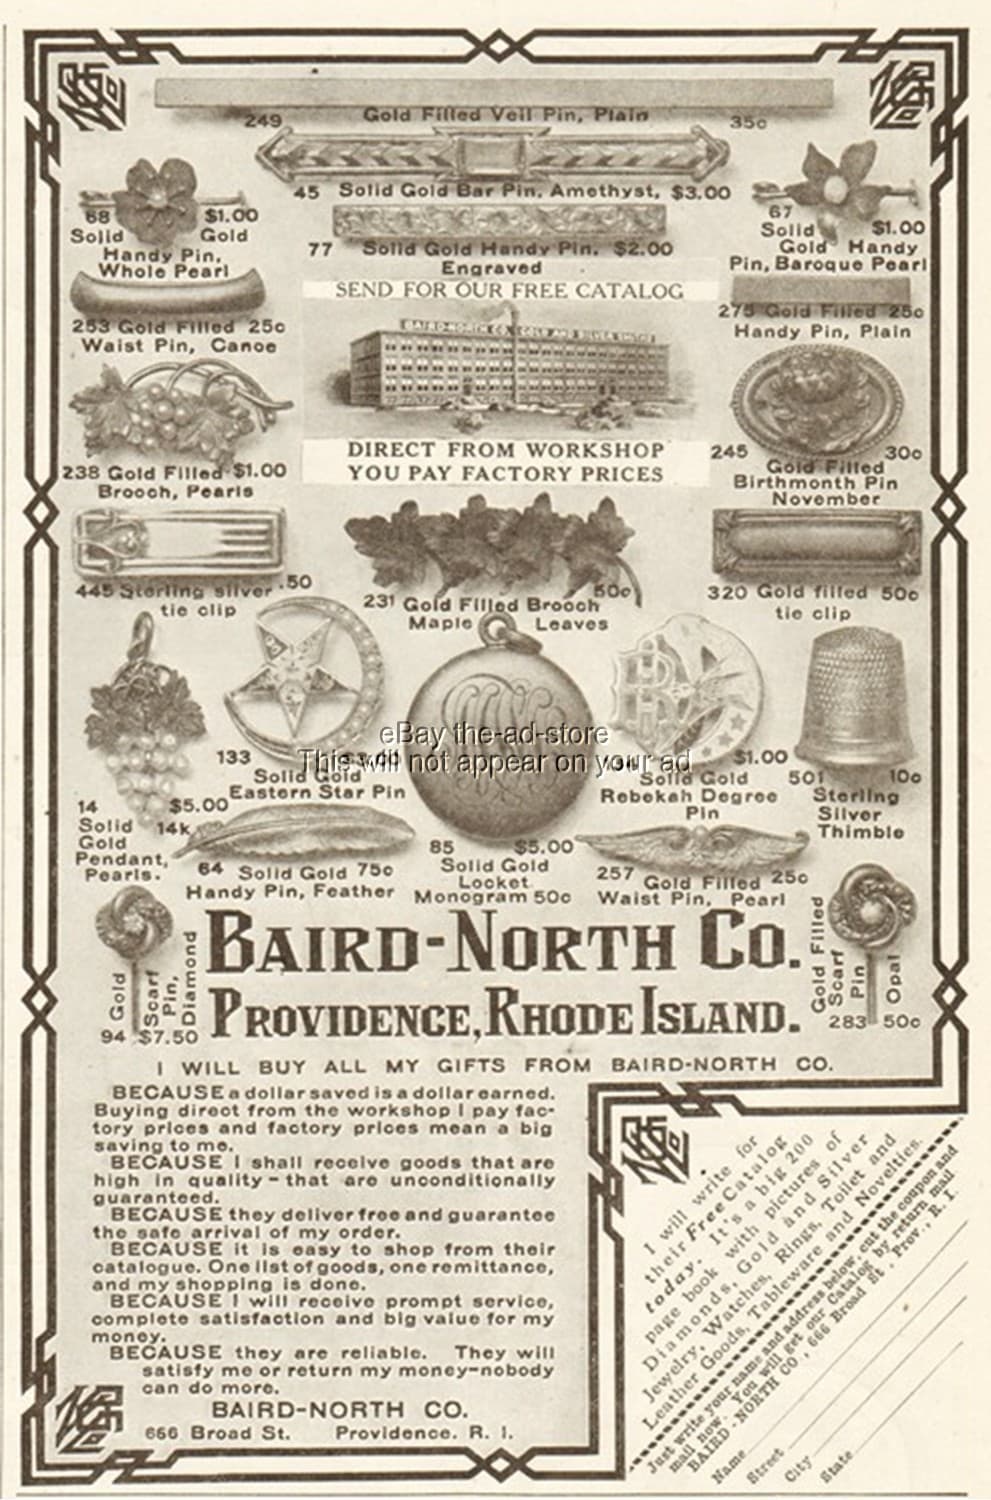 Gold Filled Veil Pin, Plain
249 35c
45 Solid Gold Bar Pin, Amethyst, $3.00
68 $1.00
Solid Gold
Handy Pin,
Whole Pearl
77 Solid Gold Handy Pin. $2.00
Engraved
67 $1.00
Solid
Gold Handy
Pin, Baroque Pearl
SEND FOR OUR FREE CATALOG
253 Gold Filled 25c
Waist Pin, Canoe
275 Gold Filled 25c
Handy Pin, Plain
BAIRD-NORTH CO. GOLD AND SILVER SMITHS
DIRECT FROM WORKSHOP
YOU PAY FACTORY PRICES
238 Gold Filled $1.00
Brooch, Pearls
245 30c
Gold Filled
Birthmonth Pin
November
445 Sterling silver .50
tie clip
231 Gold Filled Brooch 50c
Maple Leaves
320 Gold filled 50c
tie clip
133 $3.00
Solid Gold
Eastern Star Pin
eBay the-ad-store
This will not appear on your ad
$1.00
Solid Gold
Rebekah Degree
Pin
501 10c
Sterling
Silver
Thimble
14 $5.00
Solid 14k
Gold
Pendant,
Pearls.
64 Solid Gold 75c
Handy Pin, Feather
85 $5.00
Solid Gold
Locket
Monogram 50c
257 Gold Filled 25c
Waist Pin, Pearl
Gold
Scarf
Pin,
Diamond
94 $7.50
Gold Filled
Scarf
Pin
Opal
283 50c
BAIRD-NORTH CO.
PROVIDENCE, RHODE ISLAND.
I WILL BUY ALL MY GIFTS FROM BAIRD-NORTH CO.
BECAUSE a dollar saved is a dollar earned.
Buying direct from the workshop I pay fac-
tory prices and factory prices mean a big
saving to me.
BECAUSE I shall receive goods that are
high in quality - that are unconditionally
guaranteed.
BECAUSE they deliver free and guarantee
the safe arrival of my order.
BECAUSE it is easy to shop from their
catalogue. One list of goods, one remittance,
and my shopping is done.
BECAUSE I will receive prompt service,
complete satisfaction and big value for my
money.
BECAUSE they are reliable. They will
satisfy me or return my money-nobody
can do more.
BAIRD-NORTH CO.
666 Broad St. Providence. R. I.
I will write for
their Free Catalog
today. It's a big 200
page book with pictures of
Diamonds, Gold and Silver
Jewelry, Watches, Rings, Toilet and
Leather Goods, Tableware and Novelties.
Just write your name and address below, cut the coupon and
mail now. You will get our Catalog by return mail
BAIRD-NORTH CO., 666 Broad St., Prov., R. I.
Name
Street
City
State